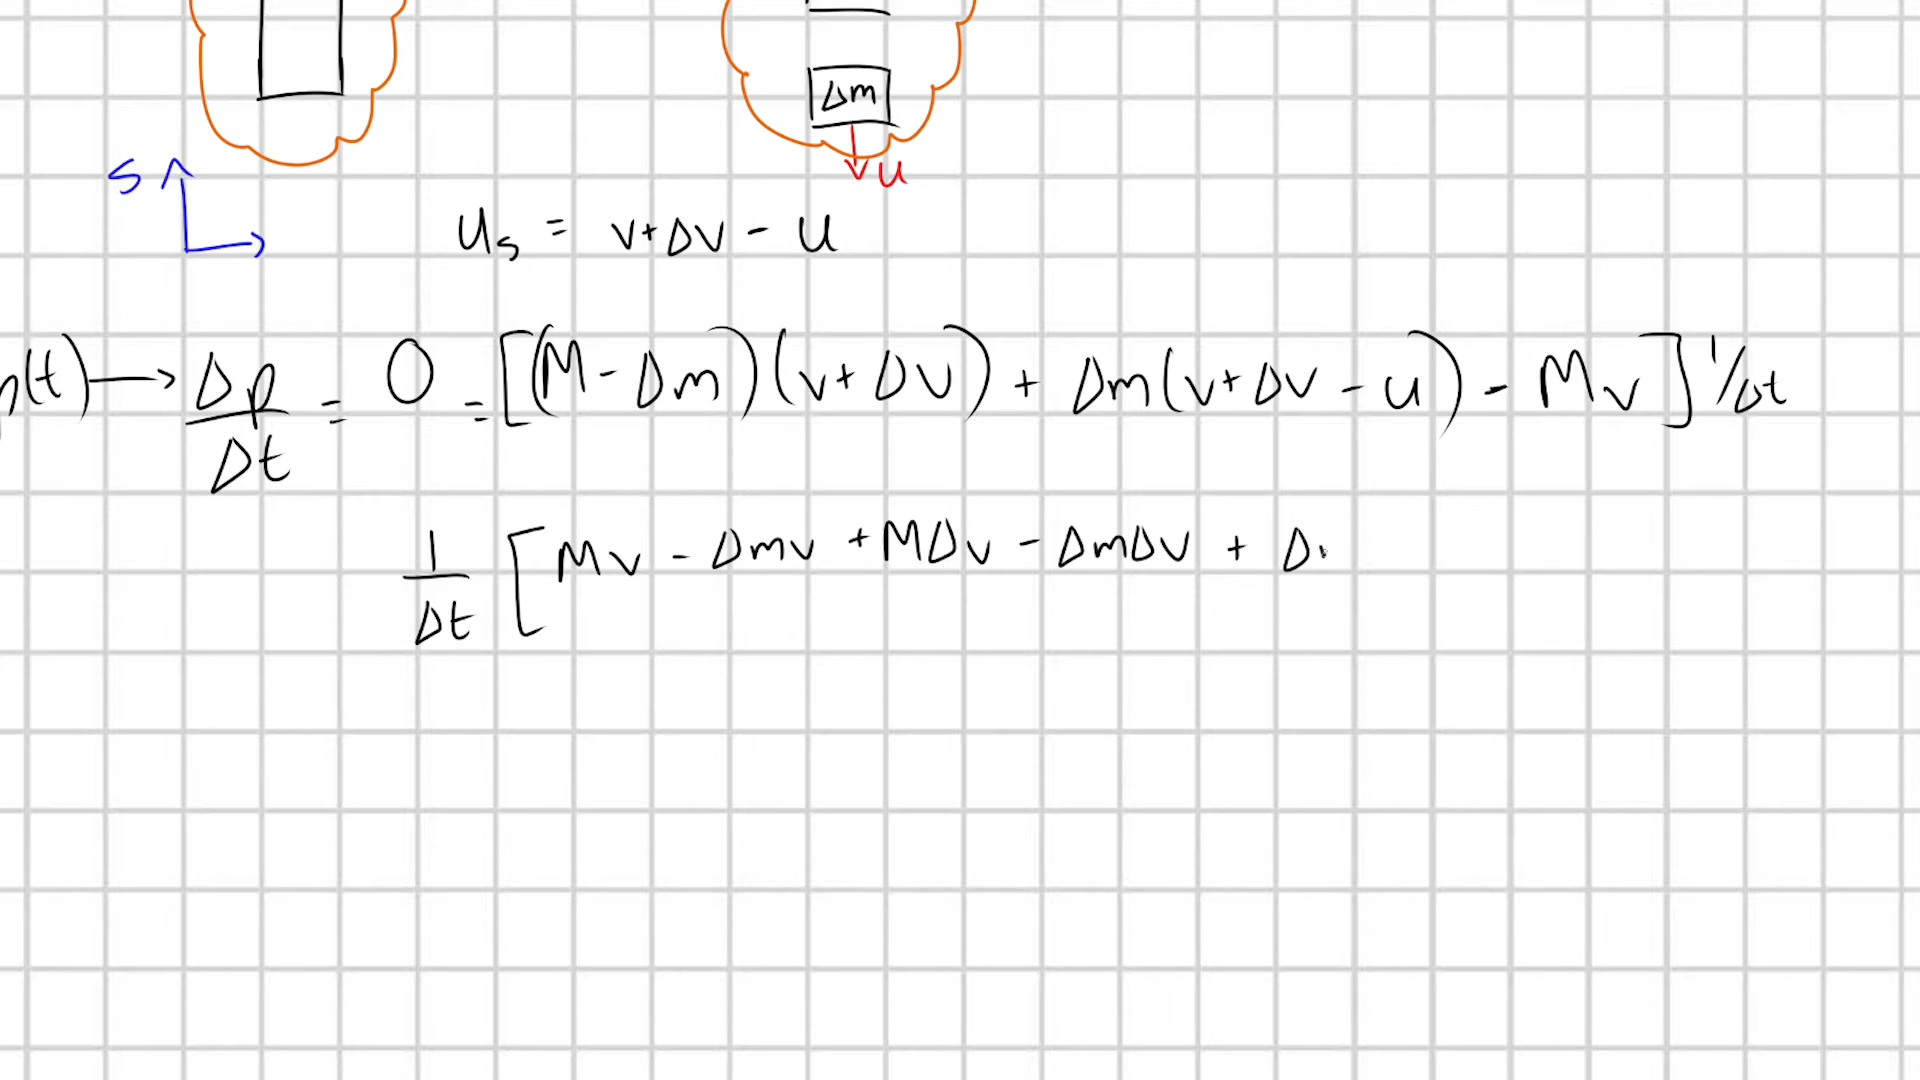 Δm
u
S
u_s = v+Δv - u
(t) → Δp/Δt = 0 = [(M - Δm)(v+Δv) + Δm(v+Δv - u) - Mv] 1/Δt
1/Δt [Mv - Δmv + MΔv - ΔmΔv + Δ